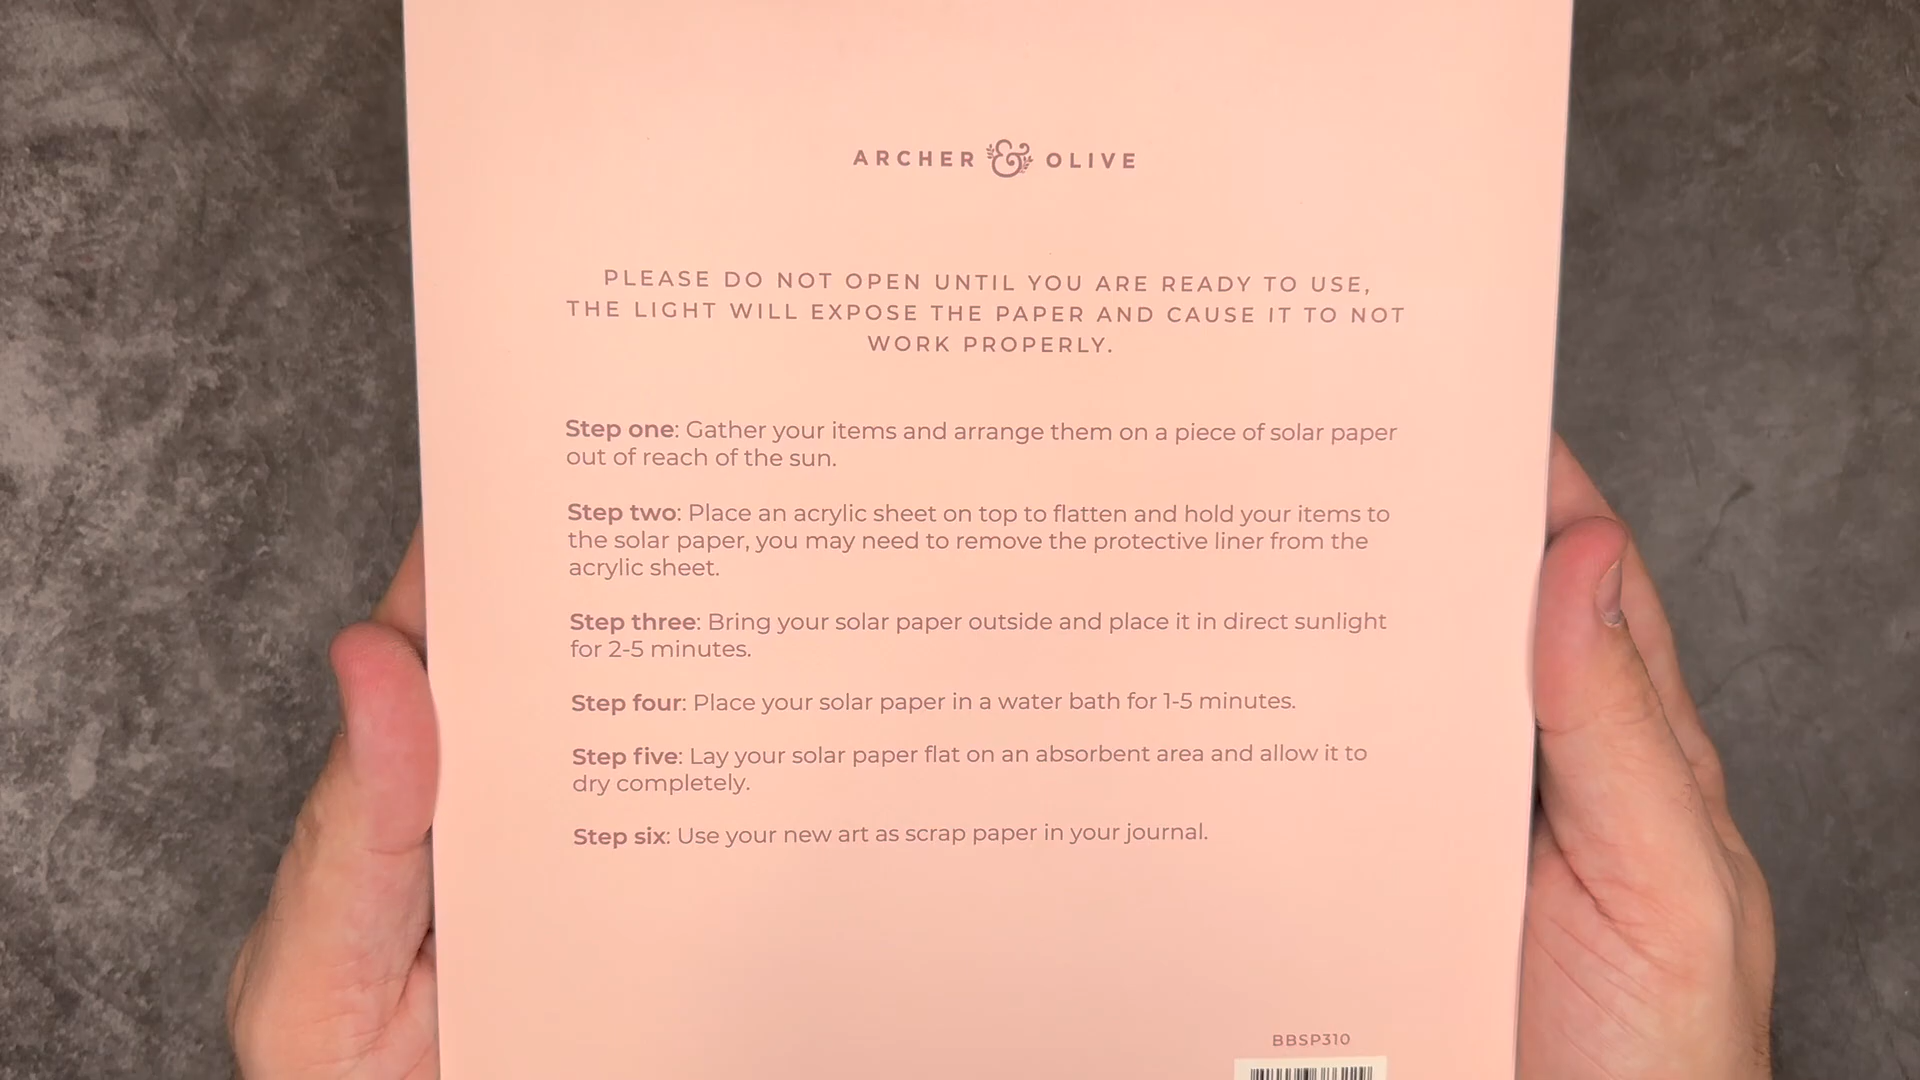 ARCHER & OLIVE
PLEASE DO NOT OPEN UNTIL YOU ARE READY TO USE,
THE LIGHT WILL EXPOSE THE PAPER AND CAUSE IT TO NOT
WORK PROPERLY.
Step one: Gather your items and arrange them on a piece of solar paper
out of reach of the sun.
Step two: Place an acrylic sheet on top to flatten and hold your items to
the solar paper, you may need to remove the protective liner from the
acrylic sheet.
Step three: Bring your solar paper outside and place it in direct sunlight
for 2-5 minutes.
Step four: Place your solar paper in a water bath for 1-5 minutes.
Step five: Lay your solar paper flat on an absorbent area and allow it to
dry completely.
Step six: Use your new art as scrap paper in your journal.
BBSP310